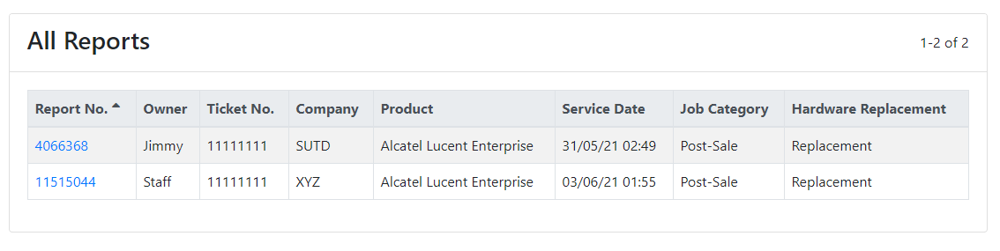 All Reports
1-2 of 2
Report No. Owner Ticket No. Company Product Service Date Job Category Hardware Replacement
4066368 Jimmy 11111111 SUTD Alcatel Lucent Enterprise 31/05/21 02:49 Post-Sale Replacement
11515044 Staff 11111111 XYZ Alcatel Lucent Enterprise 03/06/21 01:55 Post-Sale Replacement